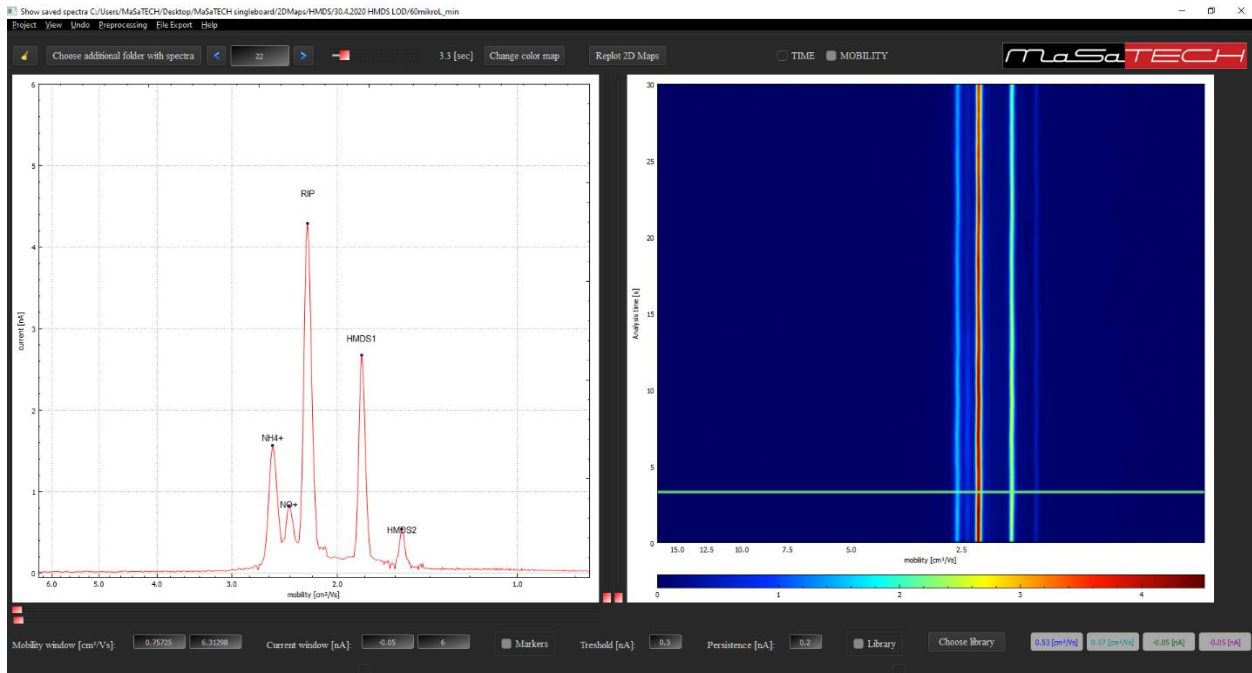 Show saved spectra C:/Users/MaSaTECH/Desktop/MaSaTECH singleboard/2DMaps/HMDS/30.4.2020 HMDS LOD/60mikroL_min
Project View Undo Preprocessing File Export Help
Choose additional folder with spectra < 22 > 3.3 [sec] Change color map Replot 2D Maps TIME MOBILITY MaSaTECH
6
5
4
3
2
1
0
current [nA]
RIP
HMDS1
NH4+
NO+
HMDS2
6.0 5.0 4.0 3.0 2.0 1.0
mobility [cm²/Vs]
30
25
20
15
10
5
0
Analysis time [s]
15.0 12.5 10.0 7.5 5.0 2.5
mobility [cm²/Vs]
0 1 2 3 4
Mobility window [cm²/Vs]: 0.75725 6.31298 Current window [nA]: -0.05 6 Markers Treshold [nA]: 0.3 Persistence [nA]: 0.2 Library Choose library 0.53 [cm²/Vs] 0.57 [cm²/Vs] -0.05 [nA] -0.05 [nA]